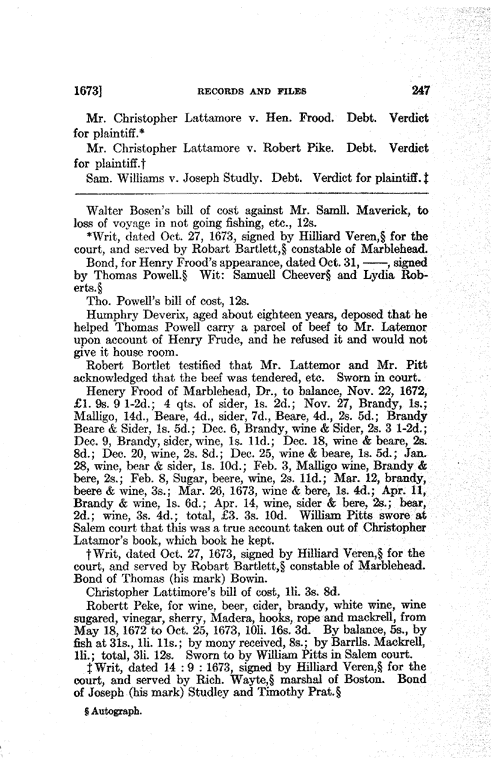 1673] RECORDS AND FILES 247
Mr. Christopher Lattamore v. Hen. Frood. Debt. Verdict
for plaintiff.*
Mr. Christopher Lattamore v. Robert Pike. Debt. Verdict
for plaintiff.†
Sam. Williams v. Joseph Studly. Debt. Verdict for plaintiff.‡
Walter Bosen's bill of cost against Mr. Samll. Maverick, to
loss of voyage in not going fishing, etc., 12s.
*Writ, dated Oct. 27, 1673, signed by Hilliard Veren,§ for the
court, and served by Robart Bartlett,§ constable of Marblehead.
Bond, for Henry Frood's appearance, dated Oct. 31, ——, signed
by Thomas Powell.§ Wit: Samuell Cheever§ and Lydia Rob-
erts.§
Tho. Powell's bill of cost, 12s.
Humphry Deverix, aged about eighteen years, deposed that he
helped Thomas Powell carry a parcel of beef to Mr. Latemor
upon account of Henry Frude, and he refused it and would not
give it house room.
Robert Bortlet testified that Mr. Lattemor and Mr. Pitt
acknowledged that the beef was tendered, etc. Sworn in court.
Henery Frood of Marblehead, Dr., to balance, Nov. 22, 1672,
£1. 9s. 9 1-2d.; 4 qts. of sider, 1s. 2d.; Nov. 27, Brandy, 1s.;
Malligo, 14d., Beare, 4d., sider, 7d., Beare, 4d., 2s. 5d.; Brandy
Beare & Sider, 1s. 5d.; Dec. 6, Brandy, wine & Sider, 2s. 3 1-2d.;
Dec. 9, Brandy, sider, wine, 1s. 11d.; Dec. 18, wine & beare, 2s.
8d.; Dec. 20, wine, 2s. 8d.; Dec. 25, wine & beare, 1s. 5d.; Jan.
28, wine, bear & sider, 1s. 10d.; Feb. 3, Malligo wine, Brandy &
bere, 2s.; Feb. 8, Sugar, beere, wine, 2s. 11d.; Mar. 12, brandy,
beere & wine, 3s.; Mar. 26, 1673, wine & bere, 1s. 4d.; Apr. 11,
Brandy & wine, 1s. 6d.; Apr. 14, wine, sider & bere, 2s.; bear,
2d.; wine, 3s. 4d.; total, £3. 3s. 10d. William Pitts swore at
Salem court that this was a true account taken out of Christopher
Latamor's book, which book he kept.
†Writ, dated Oct. 27, 1673, signed by Hilliard Veren,§ for the
court, and served by Robart Bartlett,§ constable of Marblehead.
Bond of Thomas (his mark) Bowin.
Christopher Lattimore's bill of cost, 1li. 3s. 8d.
Robertt Peke, for wine, beer, cider, brandy, white wine, wine
sugared, vinegar, sherry, Madera, hooks, rope and mackrell, from
May 18, 1672 to Oct. 25, 1673, 10li. 16s. 3d. By balance, 5s., by
fish at 31s., 1li. 11s.; by mony received, 8s.; by Barrlls. Mackrell,
1li.; total, 3li. 12s. Sworn to by William Pitts in Salem court.
‡Writ, dated 14 : 9 : 1673, signed by Hilliard Veren,§ for the
court, and served by Rich. Wayte,§ marshal of Boston. Bond
of Joseph (his mark) Studley and Timothy Prat.§
§ Autograph.